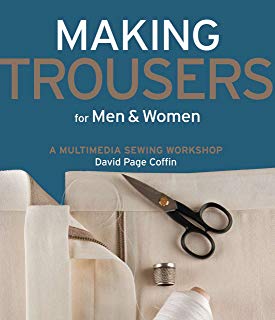 MAKING
TROUSERS
for Men & Women
A MULTIMEDIA SEWING WORKSHOP
David Page Coffin